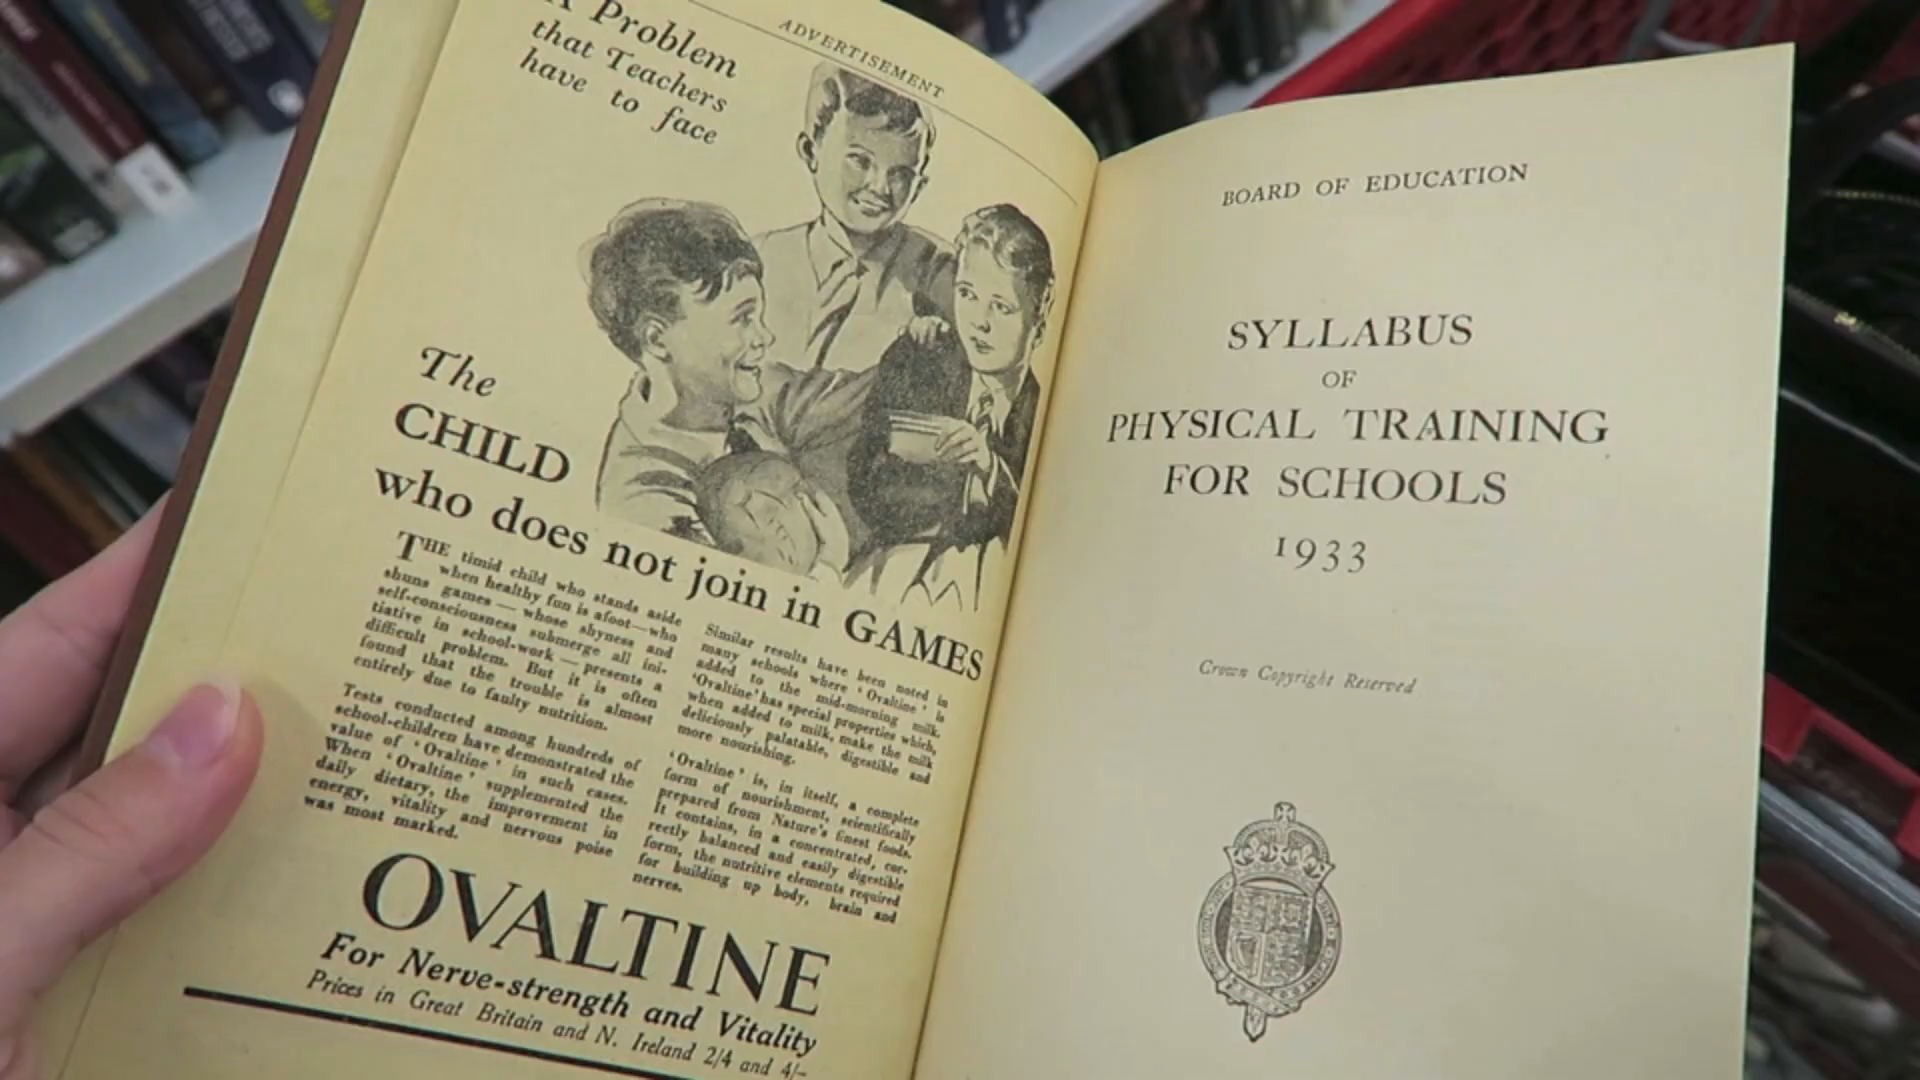 ADVERTISEMENT
A Problem
that Teachers
have to face
The
CHILD
who does not join in GAMES
THE timid child who stands aside
when healthy fun is afoot—who
shuns games — whose shyness and
self-consciousness submerge all ini-
tiative in school-work — presents a
difficult problem. But it is often
found that the trouble is almost
entirely due to faulty nutrition.
Tests conducted among hundreds of
school-children have demonstrated the
value of 'Ovaltine' in such cases.
When 'Ovaltine' supplemented the
daily dietary, the improvement in
energy, vitality and nervous poise
was most marked.
Similar results have been noted in
many schools where 'Ovaltine' is
added to the mid-morning milk.
'Ovaltine' has special properties which,
when added to milk, make the milk
deliciously palatable, digestible and
more nourishing.
'Ovaltine' is, in itself, a complete
form of nourishment, scientifically
prepared from Nature's finest foods.
It contains, in a concentrated, cor-
rectly balanced and easily digestible
form, the nutritive elements required
for building up body, brain and
nerves.
OVALTINE
For Nerve-strength and Vitality
Prices in Great Britain and N. Ireland 2/4 and 4/-
BOARD OF EDUCATION
SYLLABUS
OF
PHYSICAL TRAINING
FOR SCHOOLS
1933
Crown Copyright Reserved